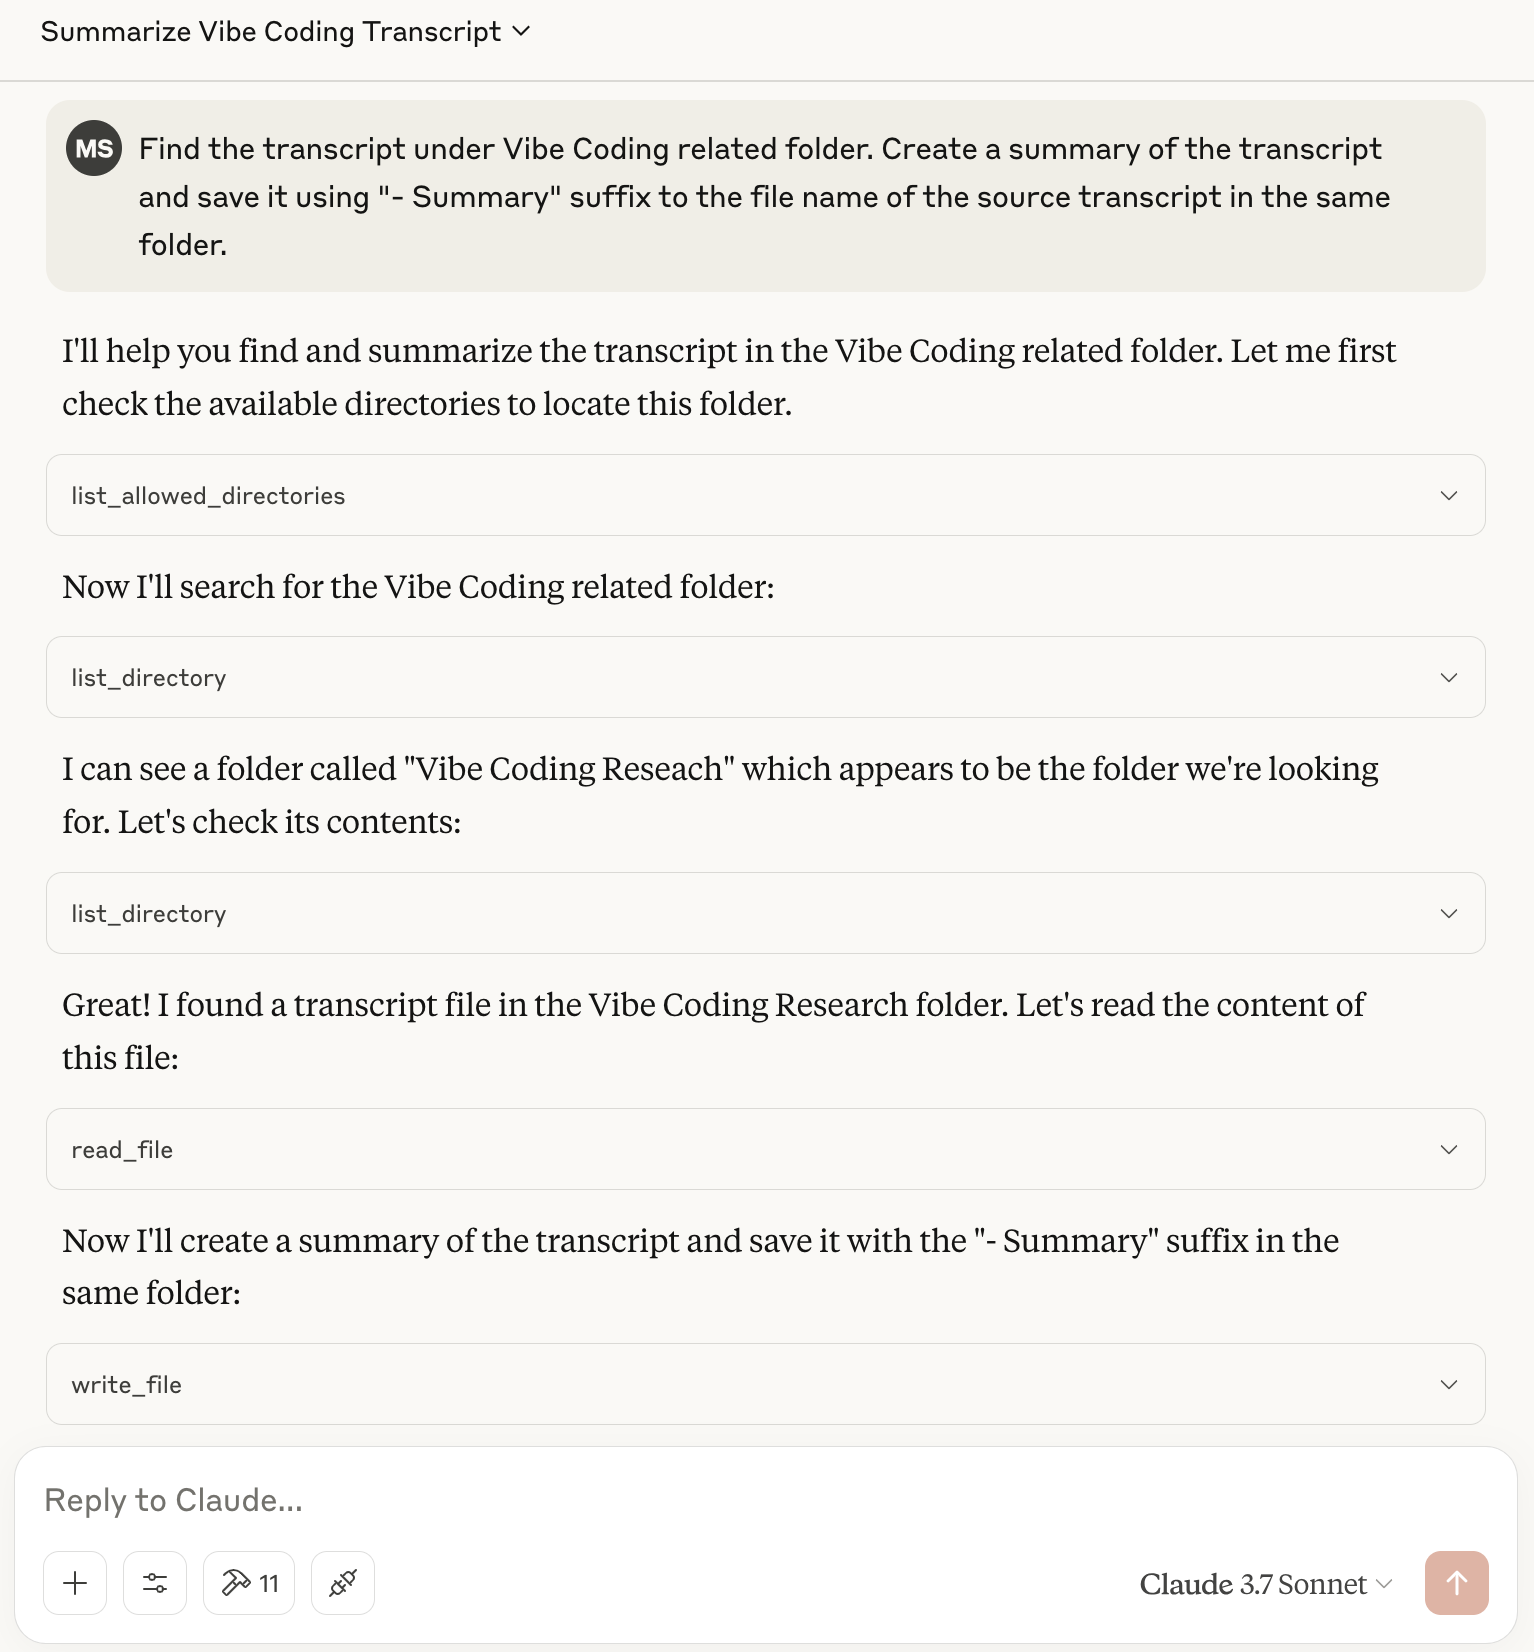 Summarize Vibe Coding Transcript
MS
Find the transcript under Vibe Coding related folder. Create a summary of the transcript
and save it using "- Summary" suffix to the file name of the source transcript in the same
folder.
I'll help you find and summarize the transcript in the Vibe Coding related folder. Let me first
check the available directories to locate this folder.
list_allowed_directories
Now I'll search for the Vibe Coding related folder:
list_directory
I can see a folder called "Vibe Coding Reseach" which appears to be the folder we're looking
for. Let's check its contents:
list_directory
Great! I found a transcript file in the Vibe Coding Research folder. Let's read the content of
this file:
read_file
Now I'll create a summary of the transcript and save it with the "- Summary" suffix in the
same folder:
write_file
Reply to Claude...
11
Claude 3.7 Sonnet